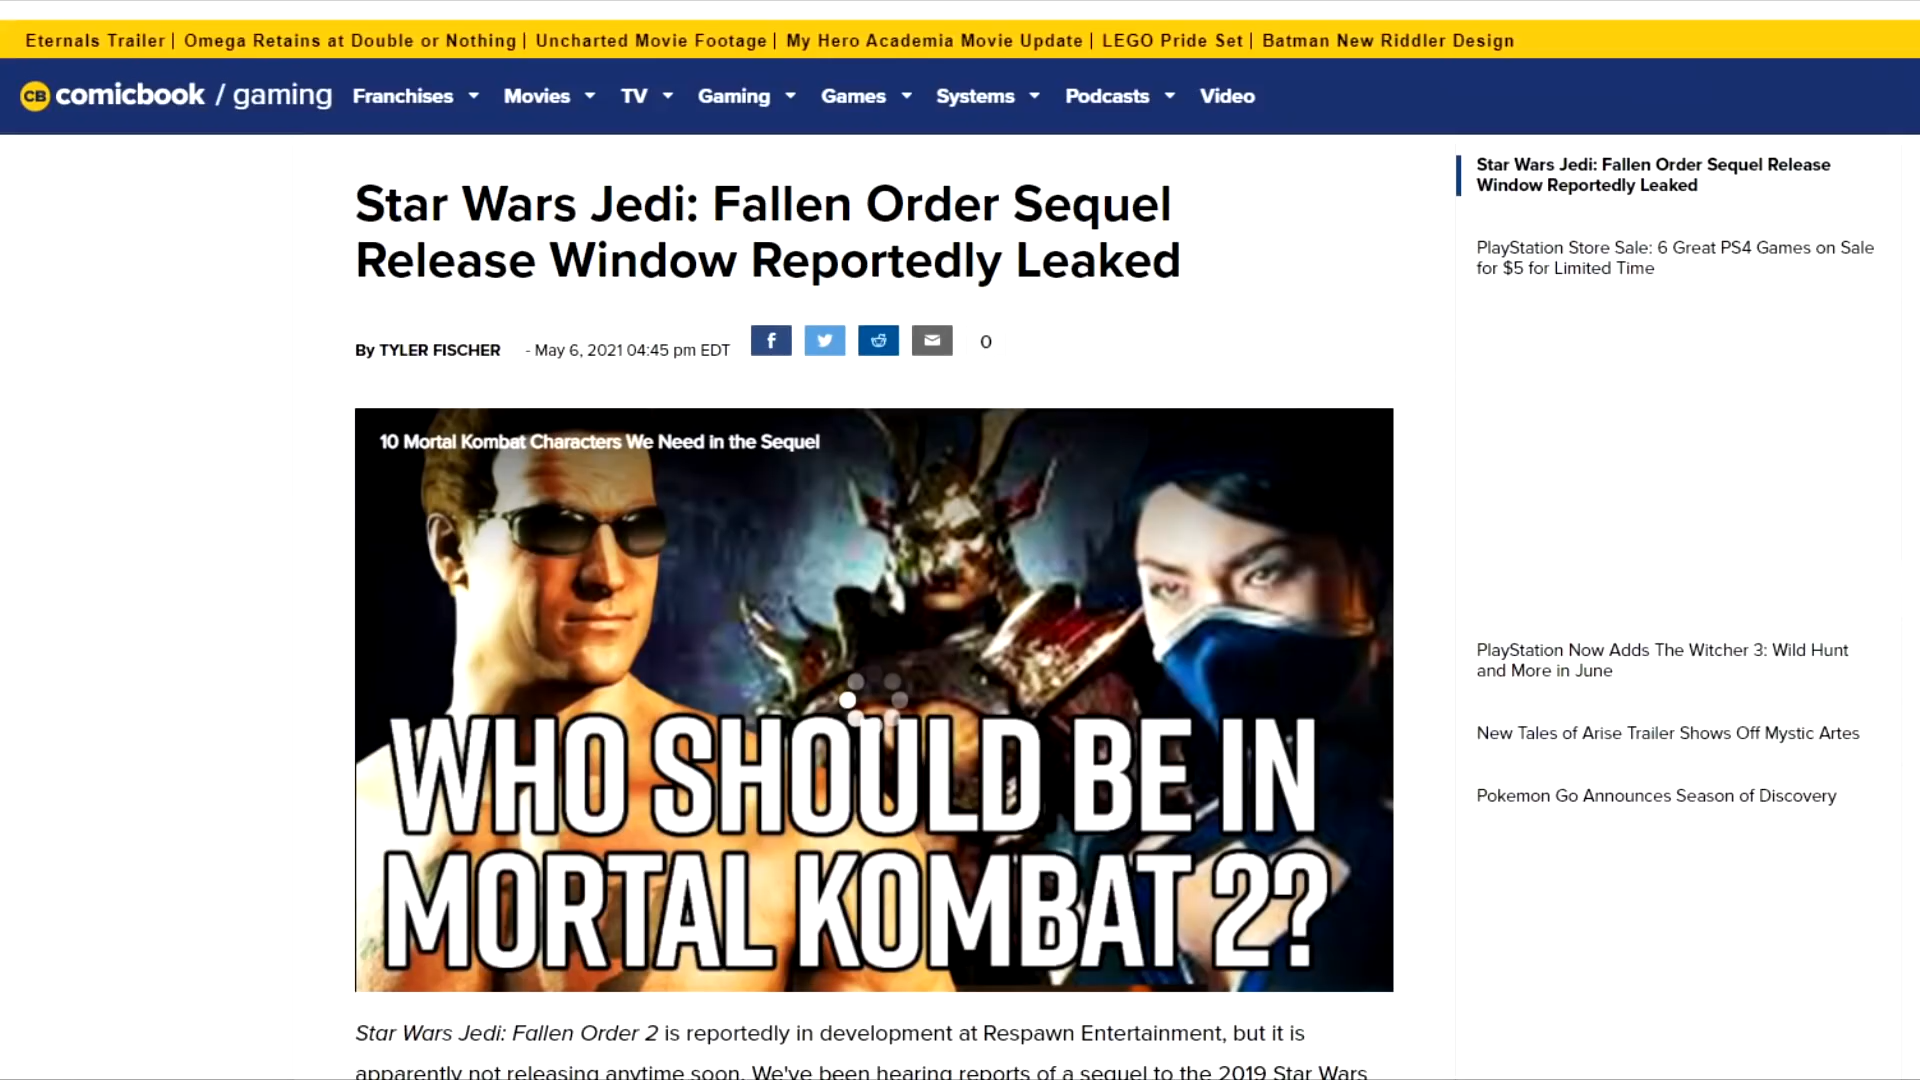 Eternals Trailer | Omega Retains at Double or Nothing | Uncharted Movie Footage | My Hero Academia Movie Update | LEGO Pride Set | Batman New Riddler Design
CB comicbook / gaming Franchises Movies TV Gaming Games Systems Podcasts Video
Star Wars Jedi: Fallen Order Sequel
Release Window Reportedly Leaked
By TYLER FISCHER - May 6, 2021 04:45 pm EDT f 0
10 Mortal Kombat Characters We Need in the Sequel
WHO SHOULD BE IN
MORTAL KOMBAT 2?
Star Wars Jedi: Fallen Order 2 is reportedly in development at Respawn Entertainment, but it is
apparently not releasing anytime soon. We've been hearing reports of a sequel to the 2019 Star Wars
Star Wars Jedi: Fallen Order Sequel Release
Window Reportedly Leaked
PlayStation Store Sale: 6 Great PS4 Games on Sale
for $5 for Limited Time
PlayStation Now Adds The Witcher 3: Wild Hunt
and More in June
New Tales of Arise Trailer Shows Off Mystic Artes
Pokemon Go Announces Season of Discovery